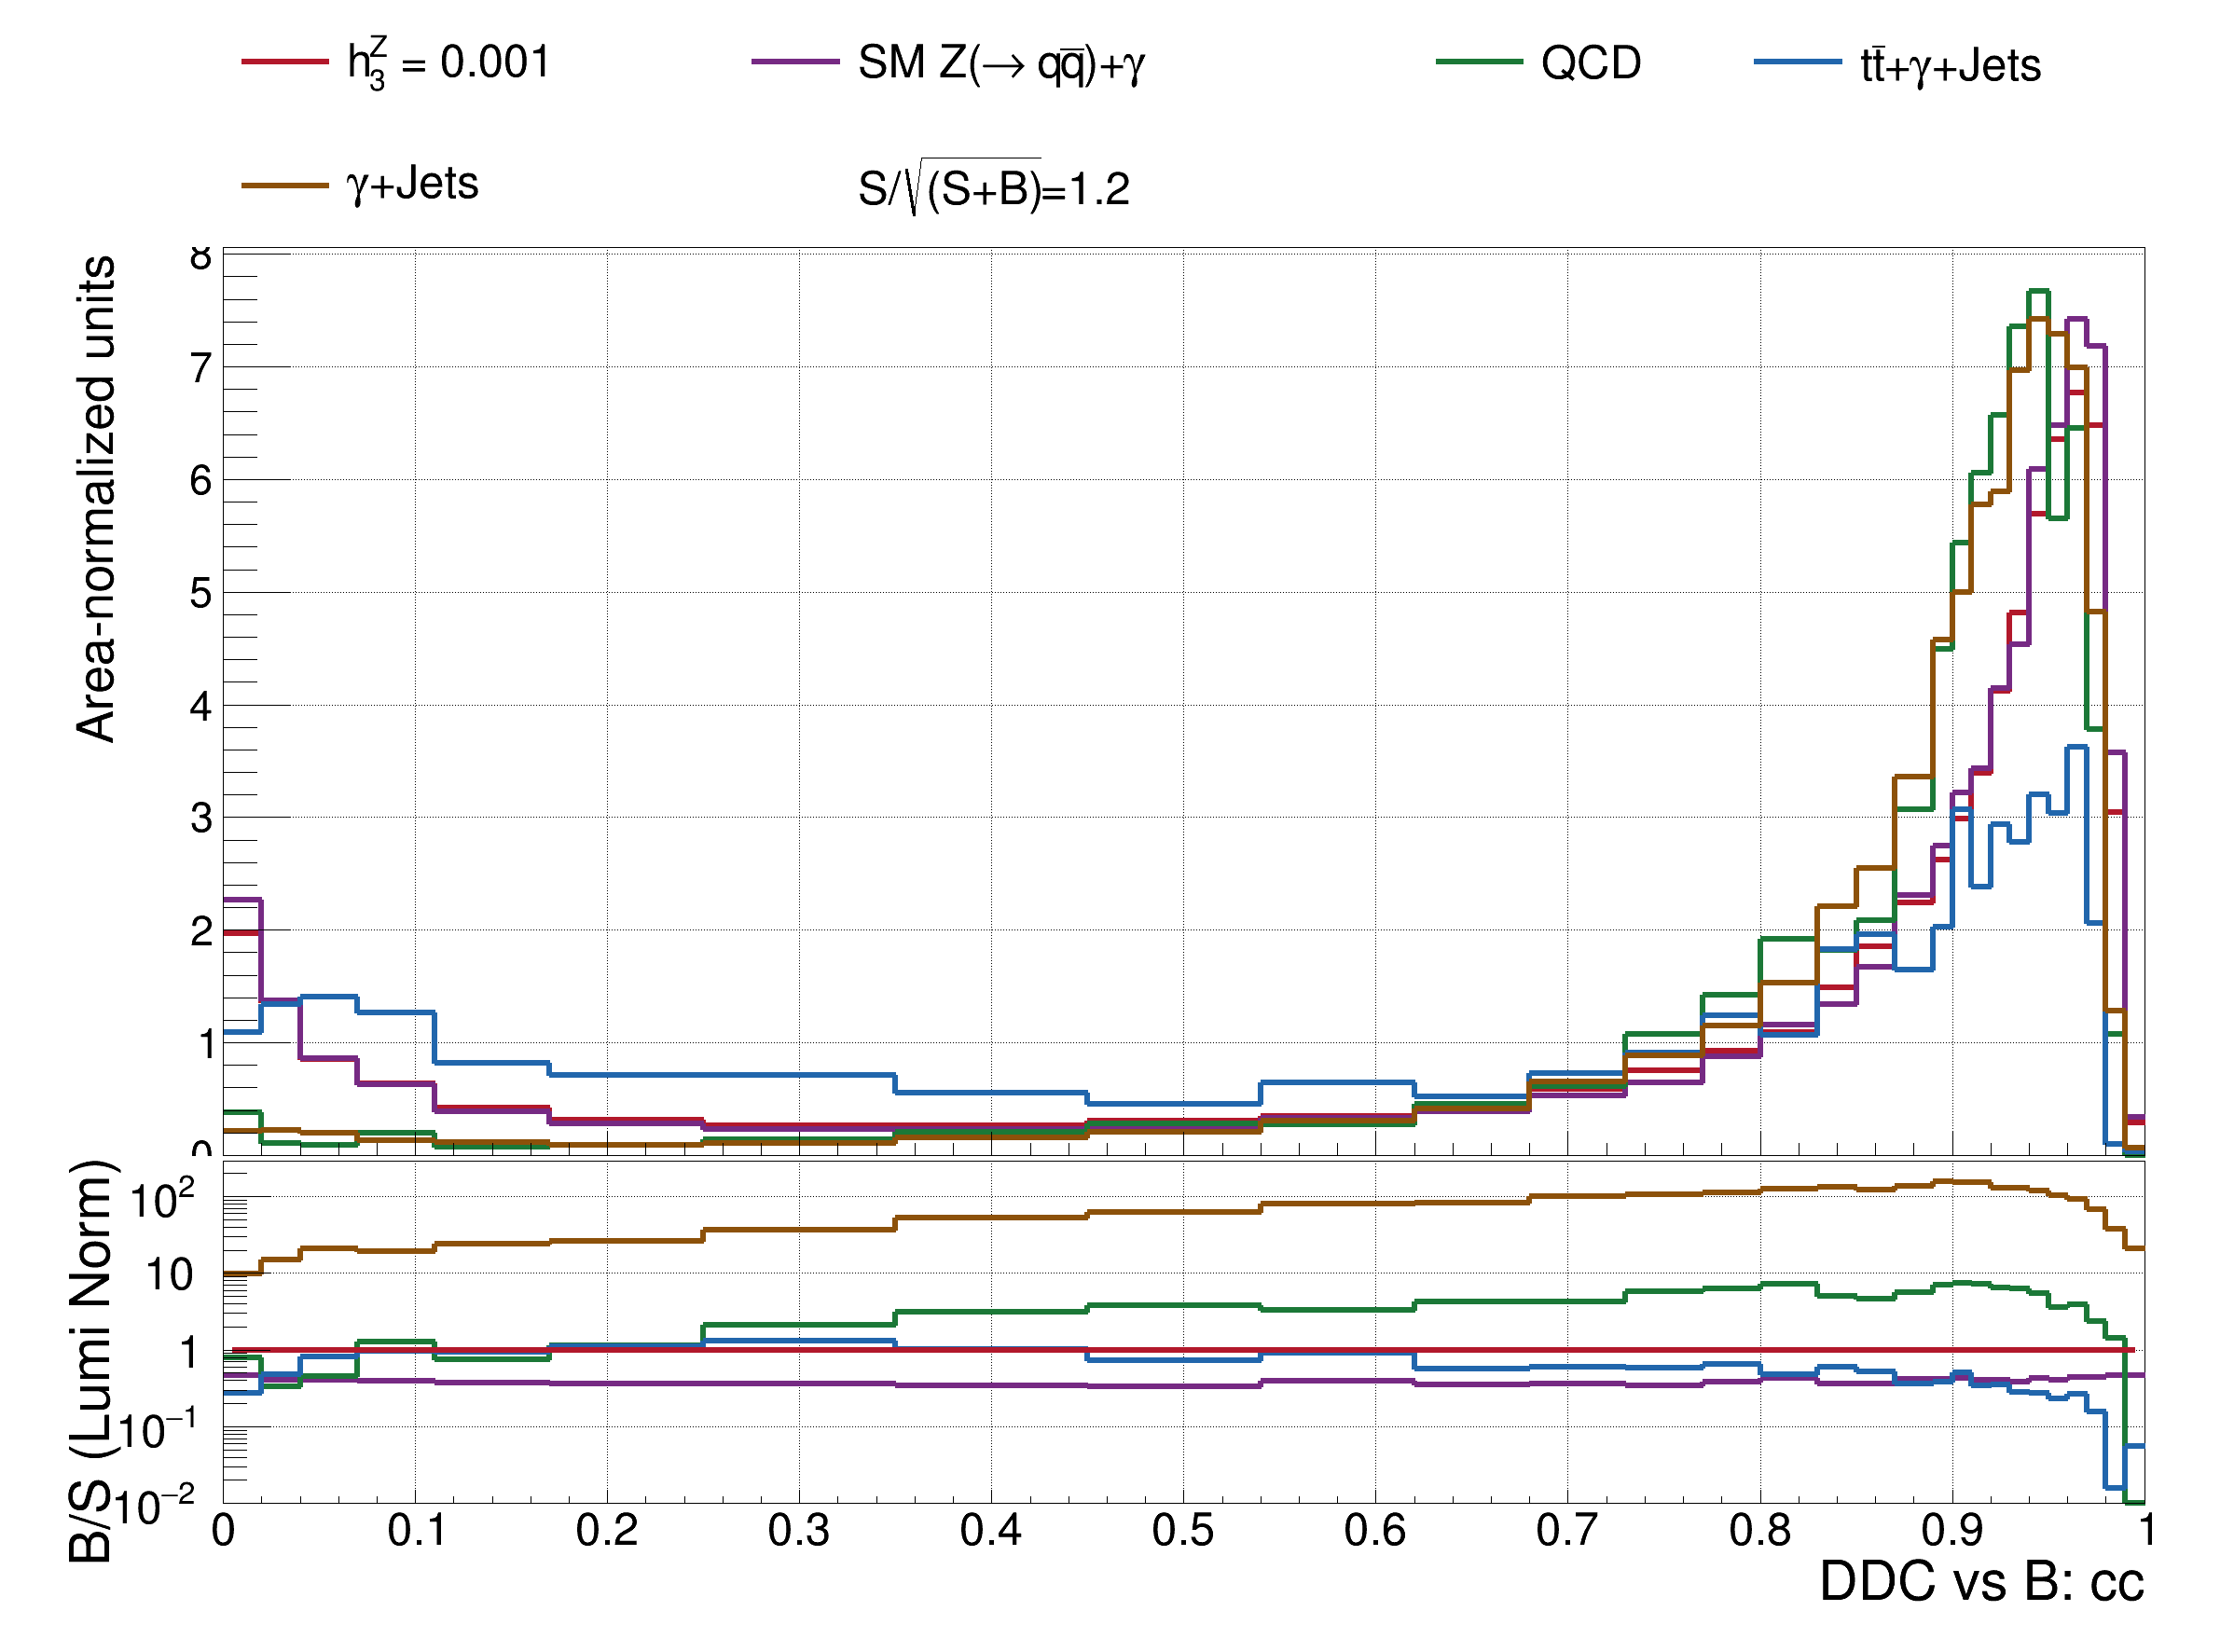 h₃ᶻ = 0.001
SM Z(→ qq̅)+γ
QCD
tt̅+γ+Jets
γ+Jets
S/√(S+B)=1.2
Area-normalized units
8
7
6
5
4
3
2
1
0
B/S (Lumi Norm)
10²
10
1
10⁻¹
10⁻²
0 0.1 0.2 0.3 0.4 0.5 0.6 0.7 0.8 0.9 1
DDC vs B: cc